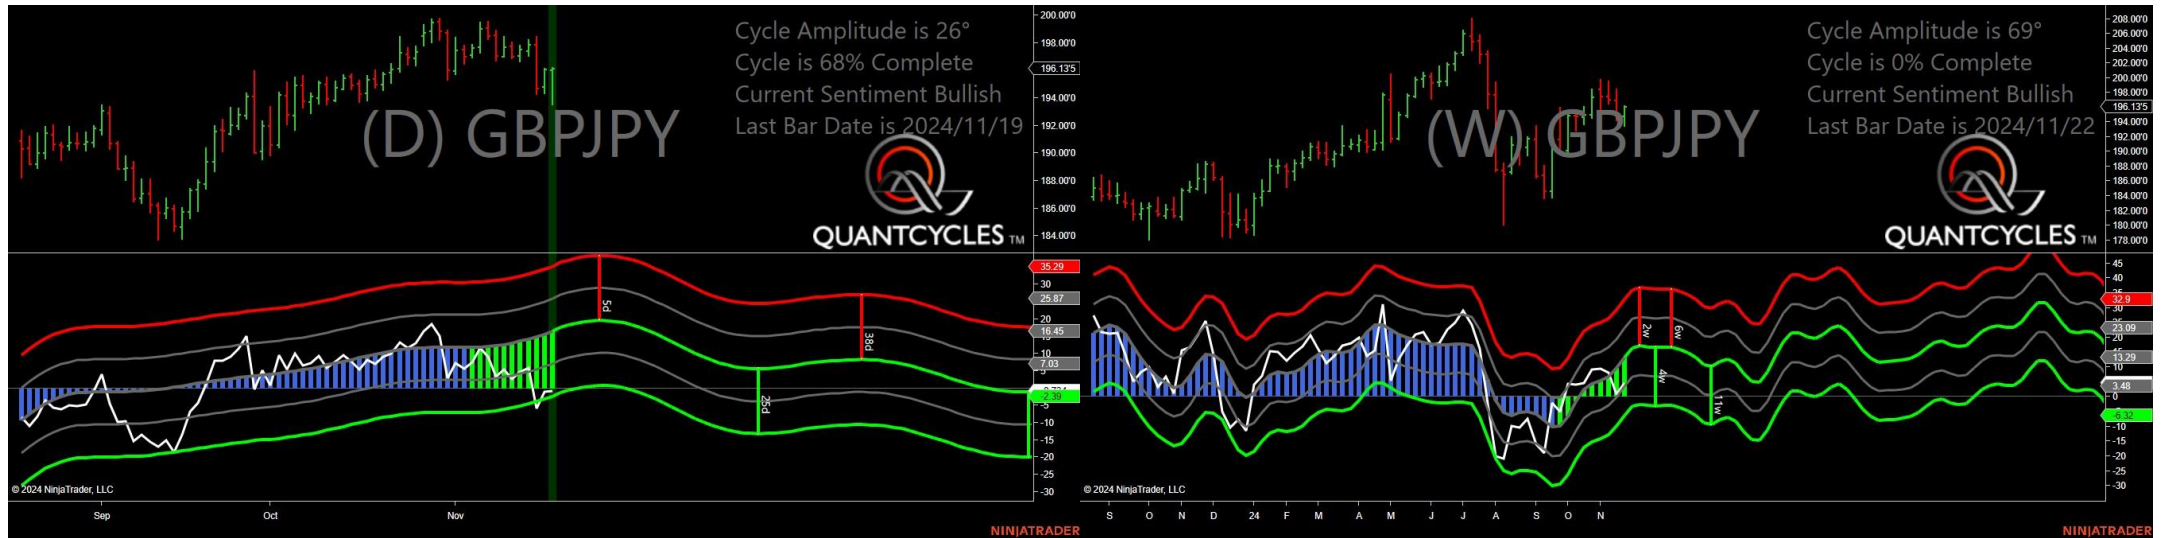 Cycle Amplitude is 26°
Cycle is 68% Complete
Current Sentiment Bullish
Last Bar Date is 2024/11/19
(D) GBPJPY
QUANTCYCLES TM
200.00'0
198.00'0
196.13'5
194.00'0
192.00'0
190.00'0
188.00'0
186.00'0
184.00'0
35.29
30
25.87
20
16.45
10
7.03
-2.39
-5
-10
-15
-20
-25
-30
5d
25d
38d
© 2024 NinjaTrader, LLC
Sep
Oct
Nov
NINJATRADER
Cycle Amplitude is 69°
Cycle is 0% Complete
Current Sentiment Bullish
Last Bar Date is 2024/11/22
(W) GBPJPY
QUANTCYCLES TM
208.00'0
206.00'0
204.00'0
202.00'0
200.00'0
198.00'0
196.13'5
194.00'0
192.00'0
190.00'0
188.00'0
186.00'0
184.00'0
182.00'0
180.00'0
178.00'0
45
40
32.9
30
23.09
20
13.29
10
3.48
0
-6.32
-10
-15
-20
-25
-30
2w
6w
4w
11w
© 2024 NinjaTrader, LLC
S
O
N
D
24
F
M
A
M
J
J
A
S
O
N
NINJATRADER